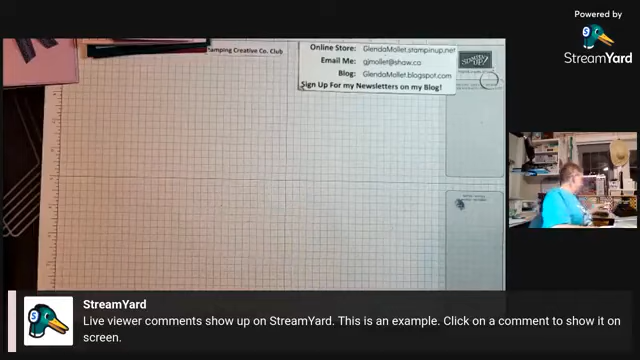 Powered by
StreamYard
Stamping Creative Co. Club
Online Store: GlendaMollet.stampinup.net
Email Me: gjmollet@shaw.ca
Blog: GlendaMollet.blogspot.com
Sign Up For my Newsletters on my Blog!
STAMPIN' UP!
StreamYard
Live viewer comments show up on StreamYard. This is an example. Click on a comment to show it on
screen.